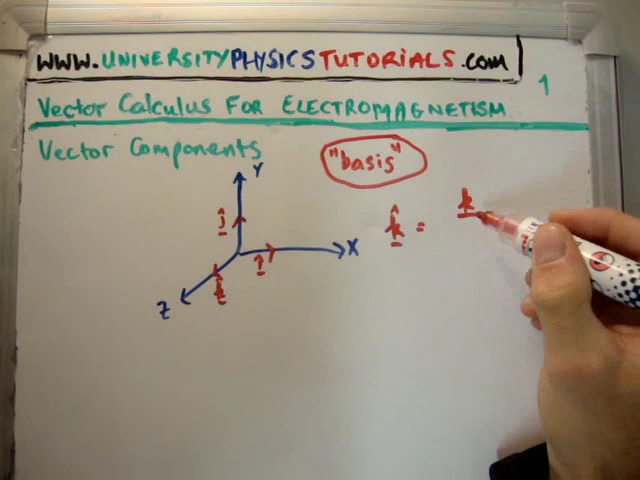 WWW.UNIVERSITYPHYSICSTUTORIALS.COM
1
Vector Calculus FOR ELECTROMAGNETISM
Vector Components
"basis"
Y
ĵ
k̂ = k
X
î
k̂
Z